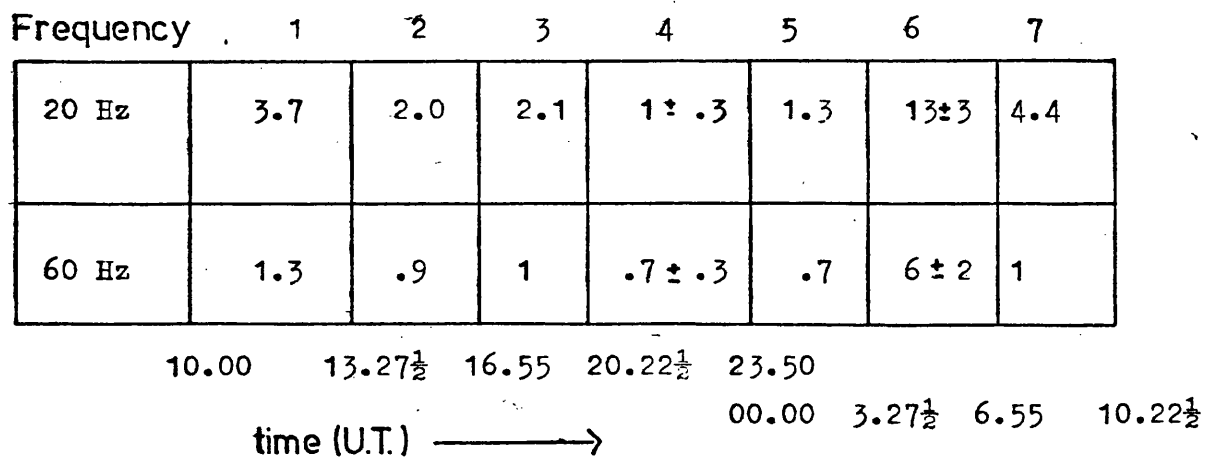 Frequency 1 2 3 4 5 6 7
20 Hz 3.7 2.0 2.1 1 ± .3 1.3 13±3 4.4
60 Hz 1.3 .9 1 .7 ± .3 .7 6 ± 2 1
10.00 13.27½ 16.55 20.22½ 23.50
00.00 3.27½ 6.55 10.22½
time (U.T.)